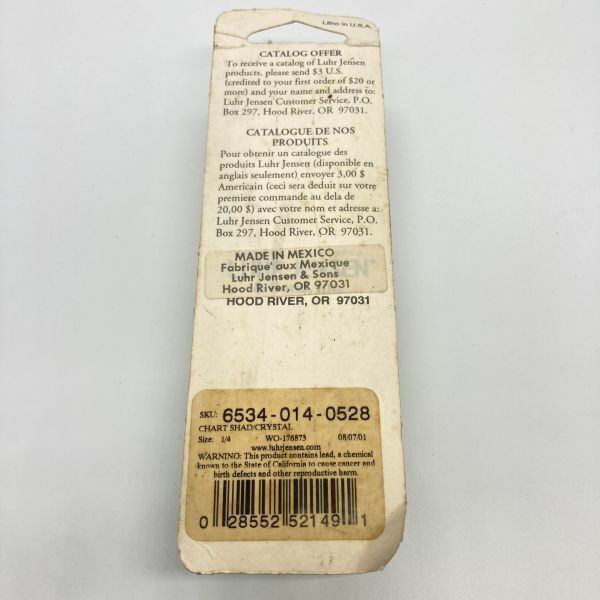 Litho in U.S.A.
CATALOG OFFER
To receive a catalog of Luhr Jensen
products, please send $3 U.S.
(credited to your first order of $20 or
more) and your name and address to:
Luhr Jensen Customer Service, P.O.
Box 297, Hood River, OR 97031.
CATALOGUE DE NOS
PRODUITS
Pour obtenir un catalogue des
produits Luhr Jensen (disponible en
anglais seulement) envoyer 3,00 $
Americain (ceci sera deduit sur votre
premiere commande au dela de
20,00 $) avec votre nom et adresse a:
Luhr Jensen Customer Service, P.O.
Box 297, Hood River, OR 97031.
MADE IN MEXICO
Fabrique' aux Mexique
Luhr Jensen & Sons
Hood River, OR 97031
HOOD RIVER, OR 97031
SKU: 6534-014-0528
CHART SHAD/CRYSTAL
Size: 1/4 WO-176873 08/07/01
www.luhrjensen.com
WARNING: This product contains lead, a chemical
known to the State of California to cause cancer and
birth defects and other reproductive harm.
0 28552 52149 1